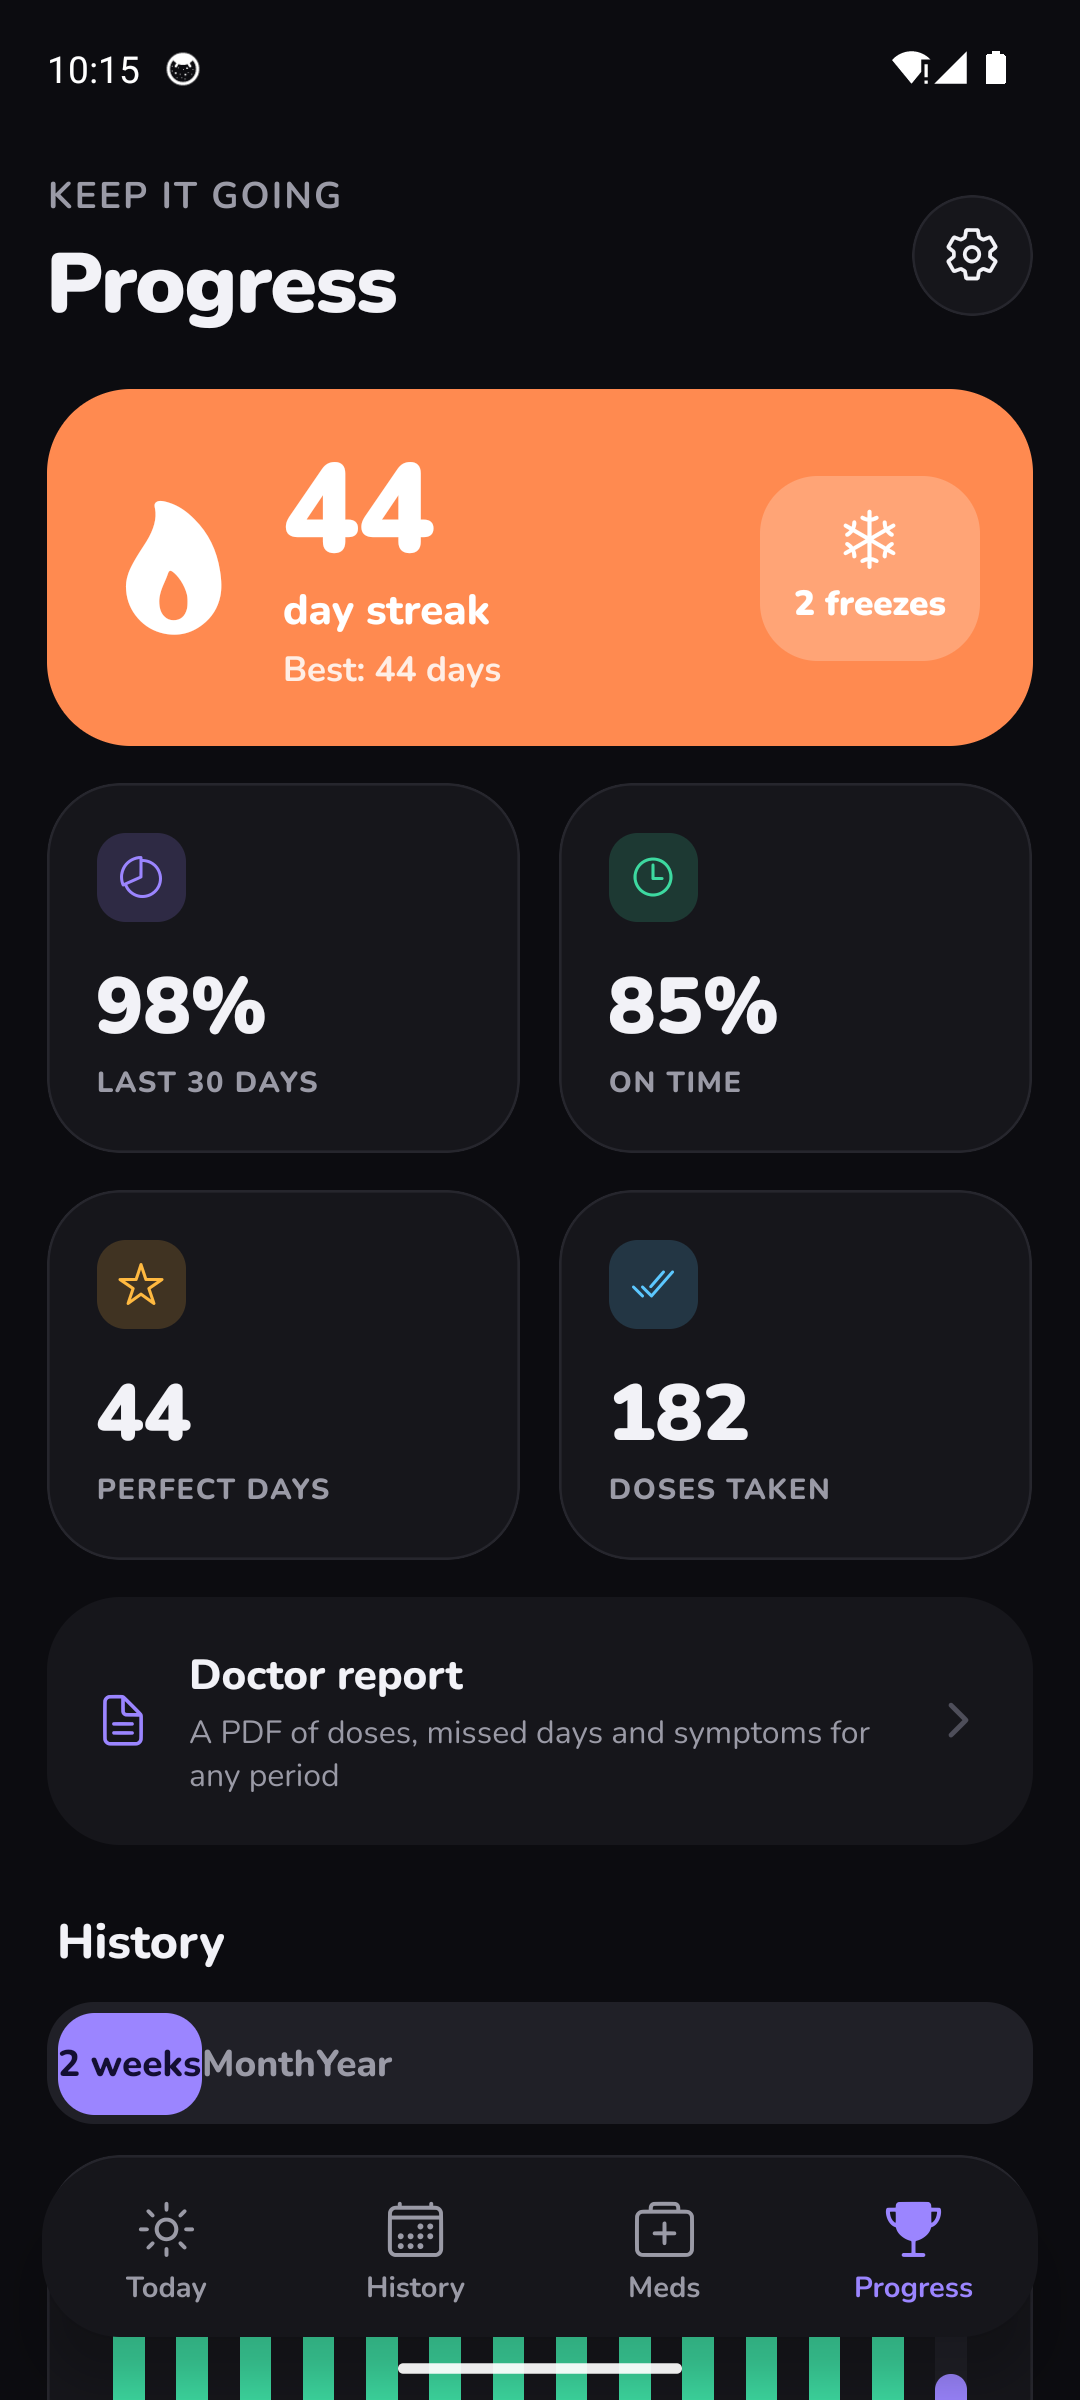 10:15
KEEP IT GOING
Progress
44
day streak
Best: 44 days
2 freezes
98%
LAST 30 DAYS
85%
ON TIME
44
PERFECT DAYS
182
DOSES TAKEN
Doctor report
A PDF of doses, missed days and symptoms for
any period
History
2 weeks Month Year
Today History Meds Progress